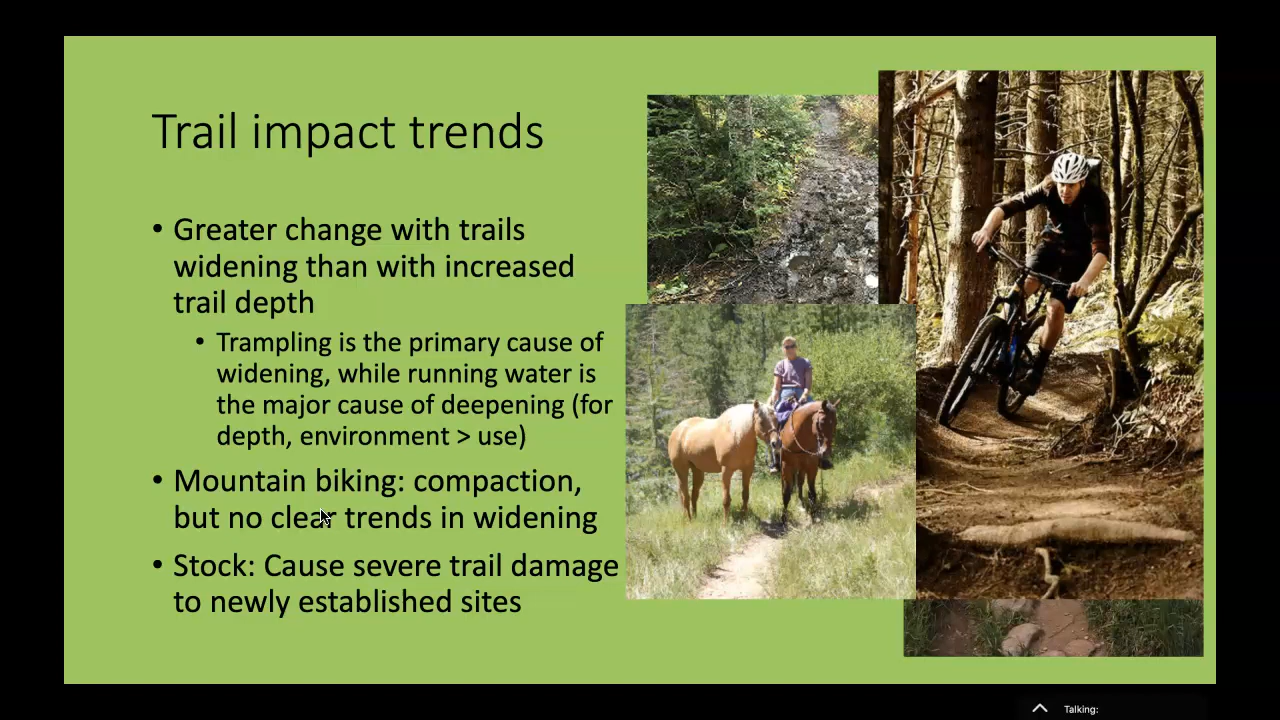 Trail impact trends
• Greater change with trails
widening than with increased
trail depth
• Trampling is the primary cause of
widening, while running water is
the major cause of deepening (for
depth, environment > use)
• Mountain biking: compaction,
but no clear trends in widening
• Stock: Cause severe trail damage
to newly established sites
Talking: